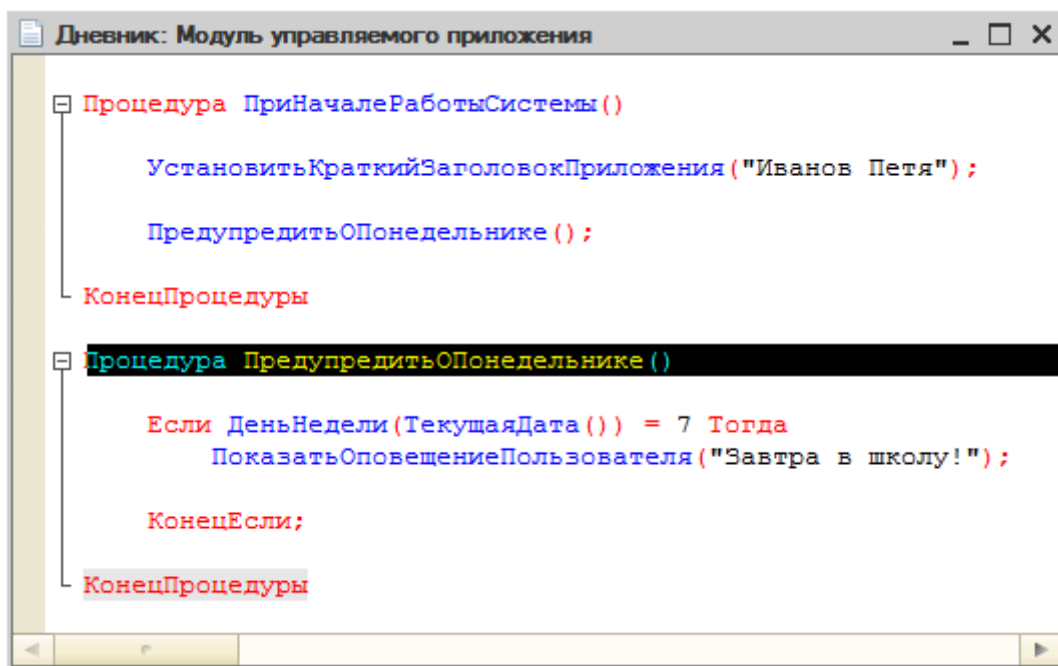 Дневник: Модуль управляемого приложения
Процедура ПриНачалеРаботыСистемы()
УстановитьКраткийЗаголовокПриложения("Иванов Петя");
ПредупредитьОПонедельнике();
КонецПроцедуры
Процедура ПредупредитьОПонедельнике()
Если ДеньНедели(ТекущаяДата()) = 7 Тогда
ПоказатьОповещениеПользователя("Завтра в школу!");
КонецЕсли;
КонецПроцедуры